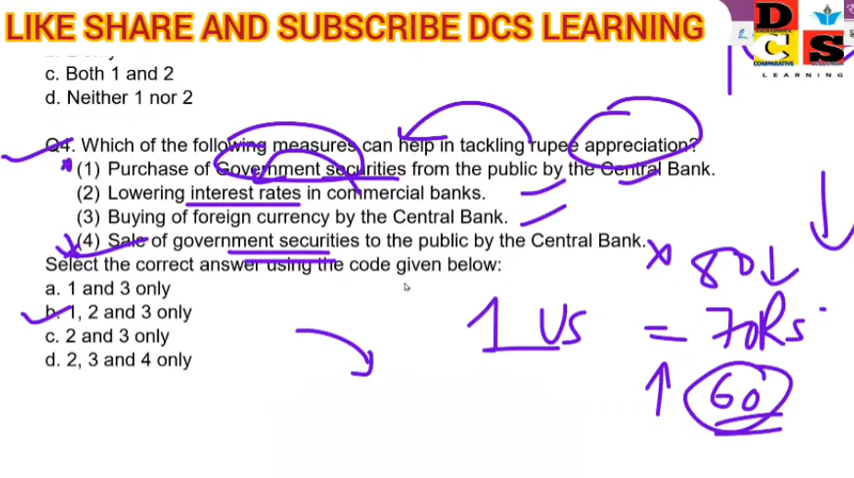 LIKE SHARE AND SUBSCRIBE DCS LEARNING
D
C
S
COMPARATIVE
LEARNING
c. Both 1 and 2
d. Neither 1 nor 2
Q4. Which of the following measures can help in tackling rupee appreciation?
(1) Purchase of Government securities from the public by the Central Bank.
(2) Lowering interest rates in commercial banks.
(3) Buying of foreign currency by the Central Bank.
(4) Sale of government securities to the public by the Central Bank.
Select the correct answer using the code given below:
a. 1 and 3 only
b. 1, 2 and 3 only
c. 2 and 3 only
d. 2, 3 and 4 only
80
1 US = 70Rs
60